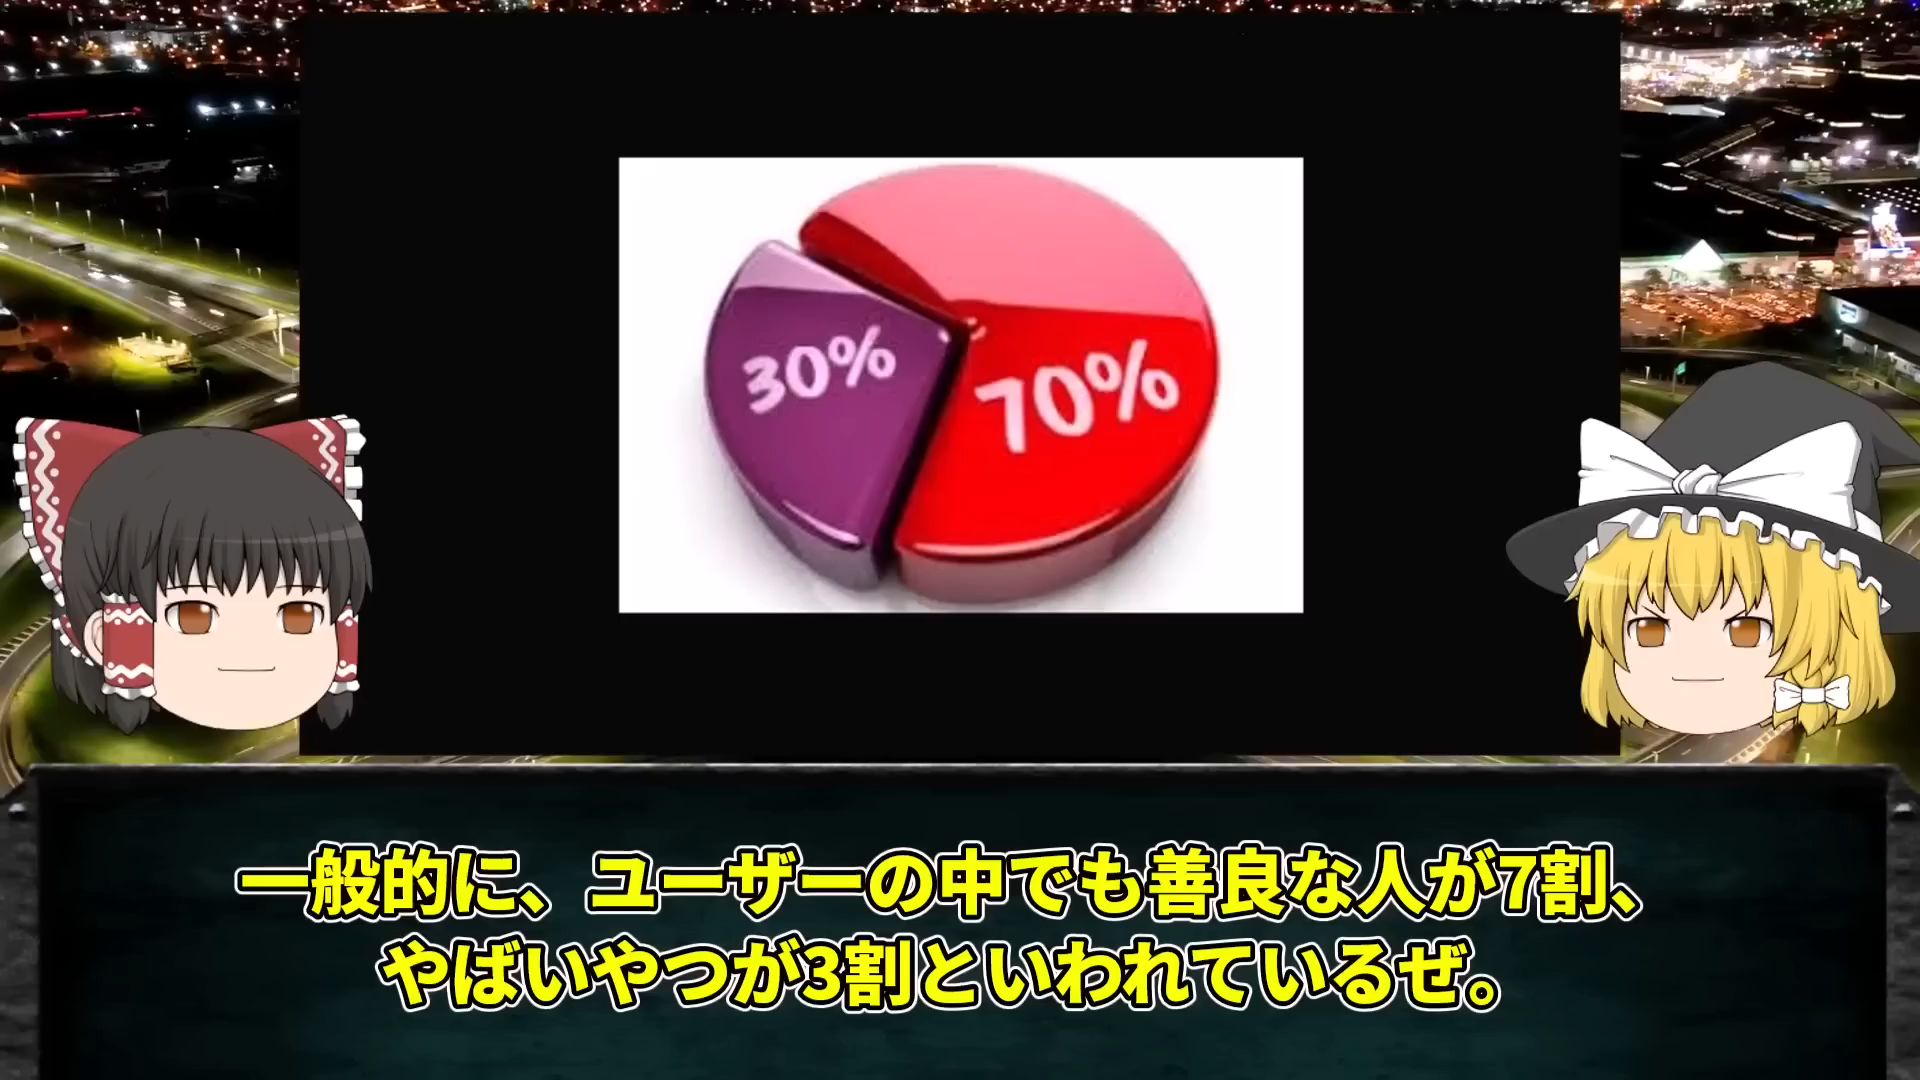 30%
70%
一般的に、ユーザーの中でも善良な人が7割、
やばいやつが3割といわれているぜ。